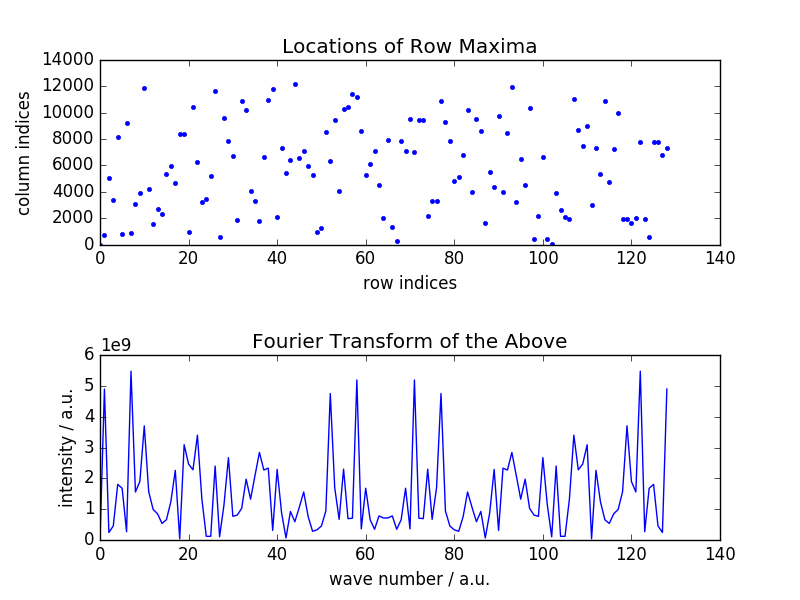 Locations of Row Maxima
14000
12000
10000
8000
6000
4000
2000
0
column indices
0 20 40 60 80 100 120 140
row indices
Fourier Transform of the Above
1e9
6
5
4
3
2
1
0
intensity / a.u.
0 20 40 60 80 100 120 140
wave number / a.u.